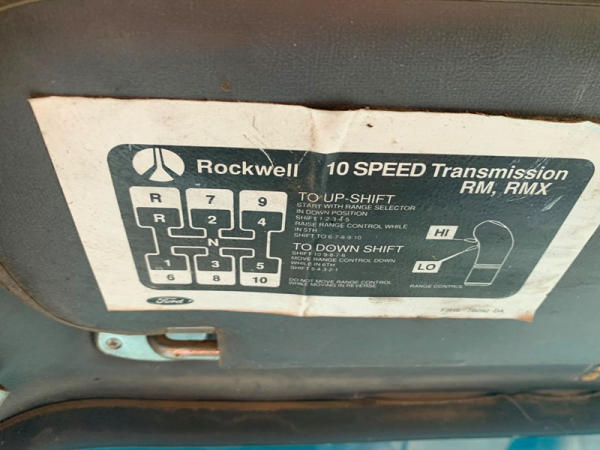 Rockwell 10 SPEED Transmission
RM, RMX
R 7 9
R 2 4
N
1 3 5
6 8 10
TO UP-SHIFT
START WITH RANGE SELECTOR
IN DOWN POSITION
SHIFT 1-2-3-4-5
RAISE RANGE CONTROL WHILE
IN 5TH
SHIFT TO 6-7-8-9-10
TO DOWN SHIFT
SHIFT 10-9-8-7-6
MOVE RANGE CONTROL DOWN
WHILE IN 6TH
SHIFT 5-4-3-2-1
DO NOT MOVE RANGE CONTROL
WHILE MOVING IN REVERSE
HI
LO
RANGE CONTROL
Ford